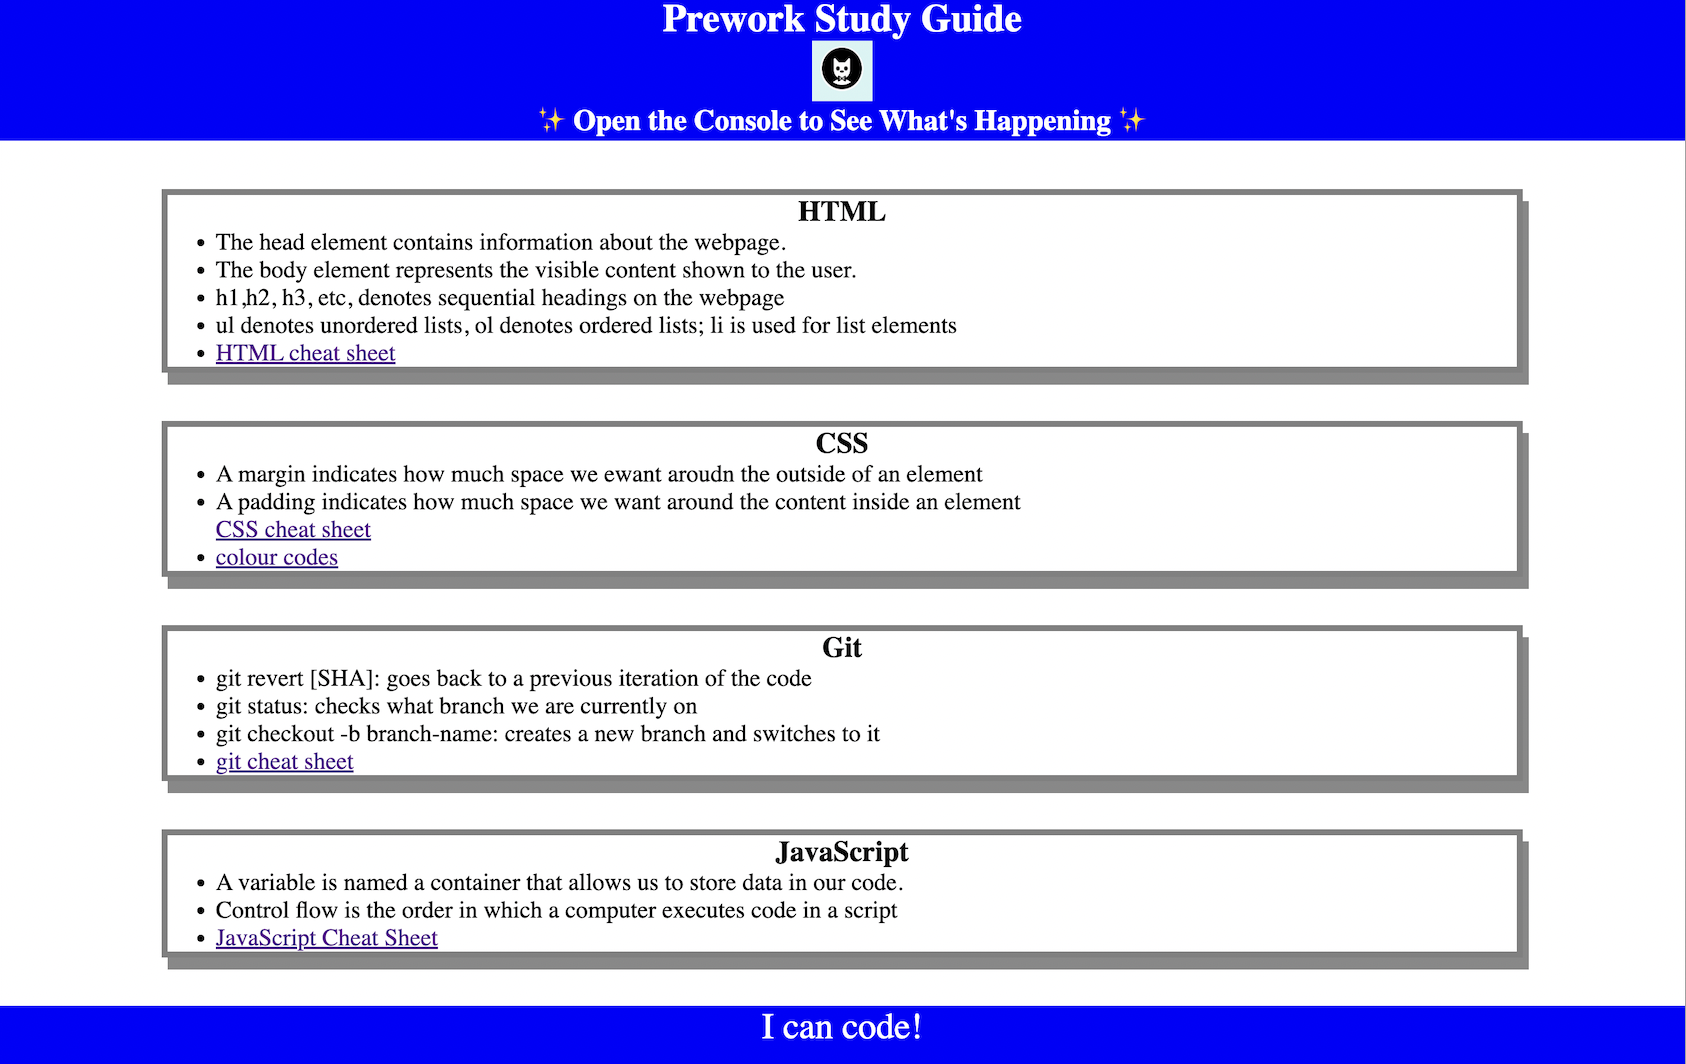 Prework Study Guide
✨ Open the Console to See What's Happening ✨
HTML
• The head element contains information about the webpage.
• The body element represents the visible content shown to the user.
• h1,h2, h3, etc, denotes sequential headings on the webpage
• ul denotes unordered lists, ol denotes ordered lists; li is used for list elements
• HTML cheat sheet
CSS
• A margin indicates how much space we ewant aroudn the outside of an element
• A padding indicates how much space we want around the content inside an element
CSS cheat sheet
• colour codes
Git
• git revert [SHA]: goes back to a previous iteration of the code
• git status: checks what branch we are currently on
• git checkout -b branch-name: creates a new branch and switches to it
• git cheat sheet
JavaScript
• A variable is named a container that allows us to store data in our code.
• Control flow is the order in which a computer executes code in a script
• JavaScript Cheat Sheet
I can code!